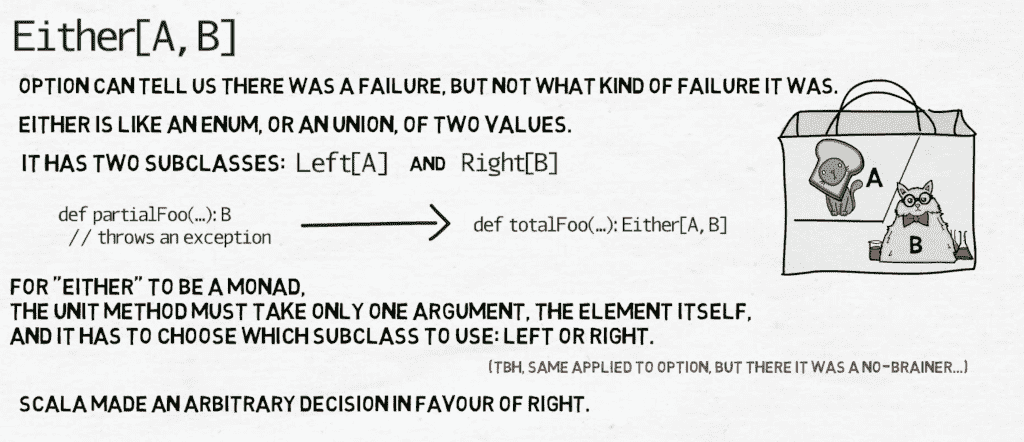 Either[A, B]
OPTION CAN TELL US THERE WAS A FAILURE, BUT NOT WHAT KIND OF FAILURE IT WAS.
EITHER IS LIKE AN ENUM, OR AN UNION, OF TWO VALUES.
IT HAS TWO SUBCLASSES: Left[A] AND Right[B]
def partialFoo(...): B
// throws an exception
def totalFoo(...): Either[A, B]
A
B
FOR "EITHER" TO BE A MONAD,
THE UNIT METHOD MUST TAKE ONLY ONE ARGUMENT, THE ELEMENT ITSELF,
AND IT HAS TO CHOOSE WHICH SUBCLASS TO USE: LEFT OR RIGHT.
(TBH, SAME APPLIED TO OPTION, BUT THERE IT WAS A NO-BRAINER...)
SCALA MADE AN ARBITRARY DECISION IN FAVOUR OF RIGHT.